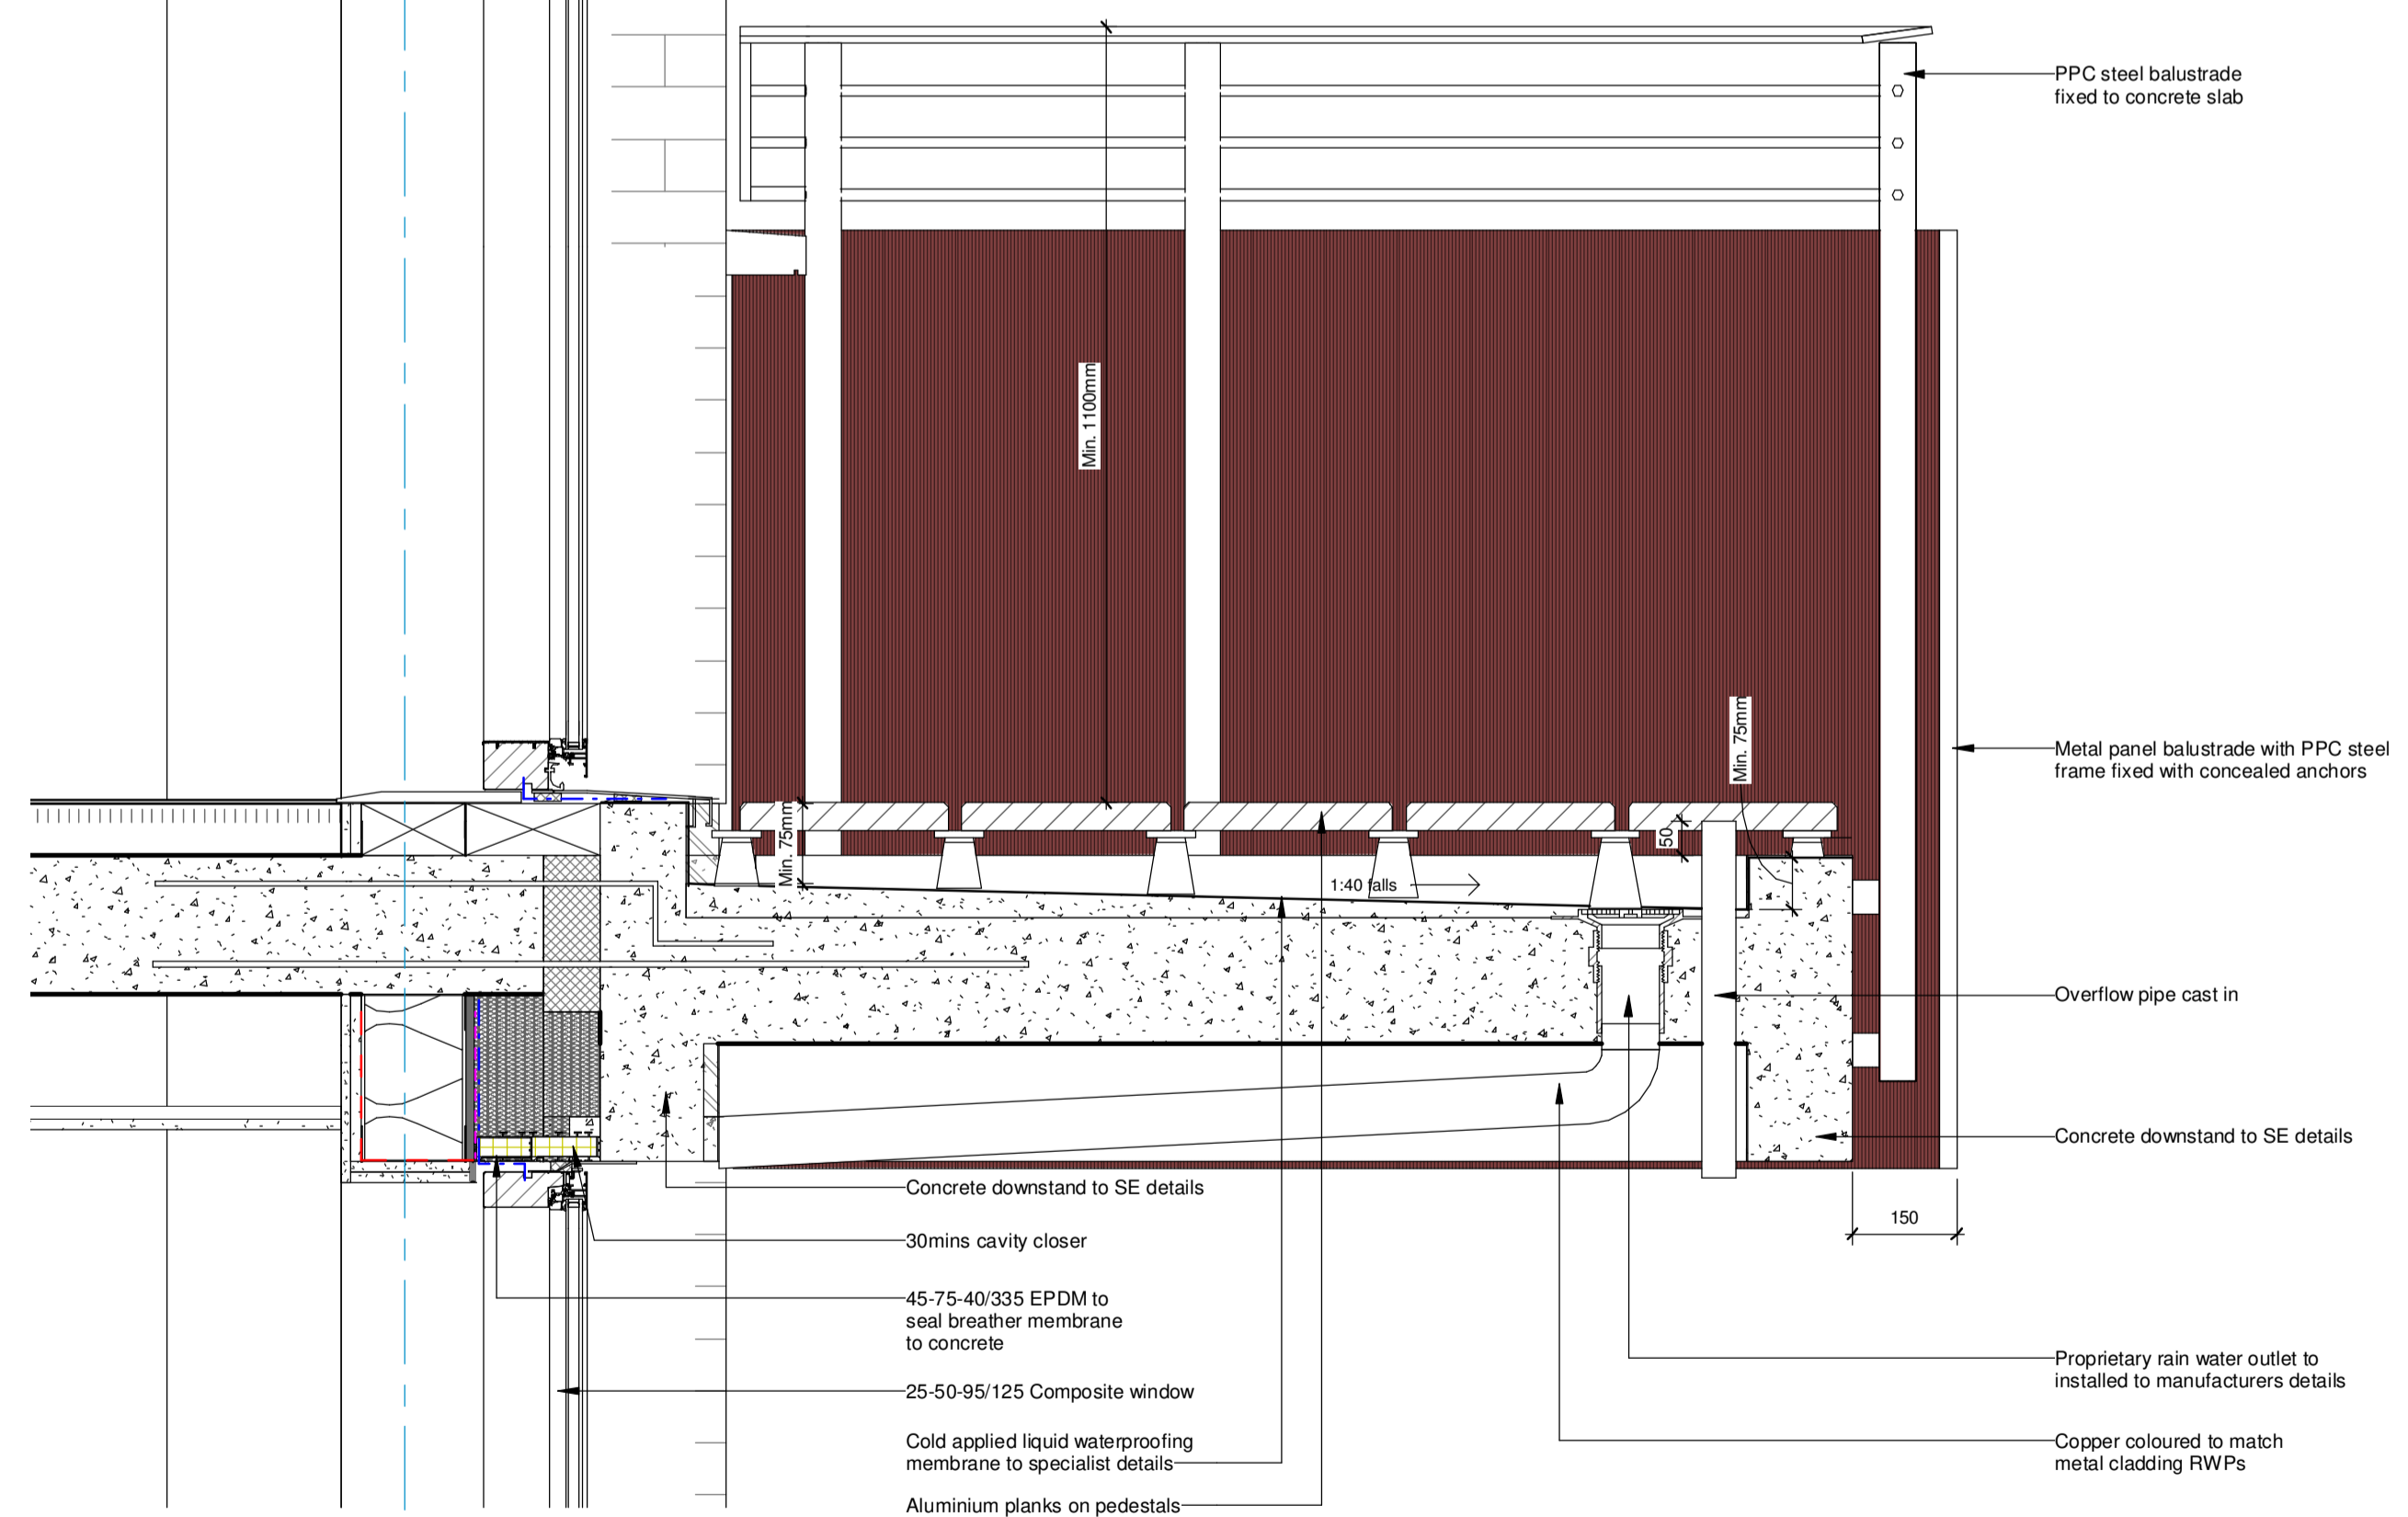 PPC steel balustrade
fixed to concrete slab
Min. 1100mm
Min. 75mm
Metal panel balustrade with PPC steel
frame fixed with concealed anchors
Min. 75mm
50
1:40 falls
Overflow pipe cast in
Concrete downstand to SE details
Concrete downstand to SE details
150
30mins cavity closer
45-75-40/335 EPDM to
seal breather membrane
to concrete
25-50-95/125 Composite window
Proprietary rain water outlet to
installed to manufacturers details
Cold applied liquid waterproofing
membrane to specialist details
Copper coloured to match
metal cladding RWPs
Aluminium planks on pedestals